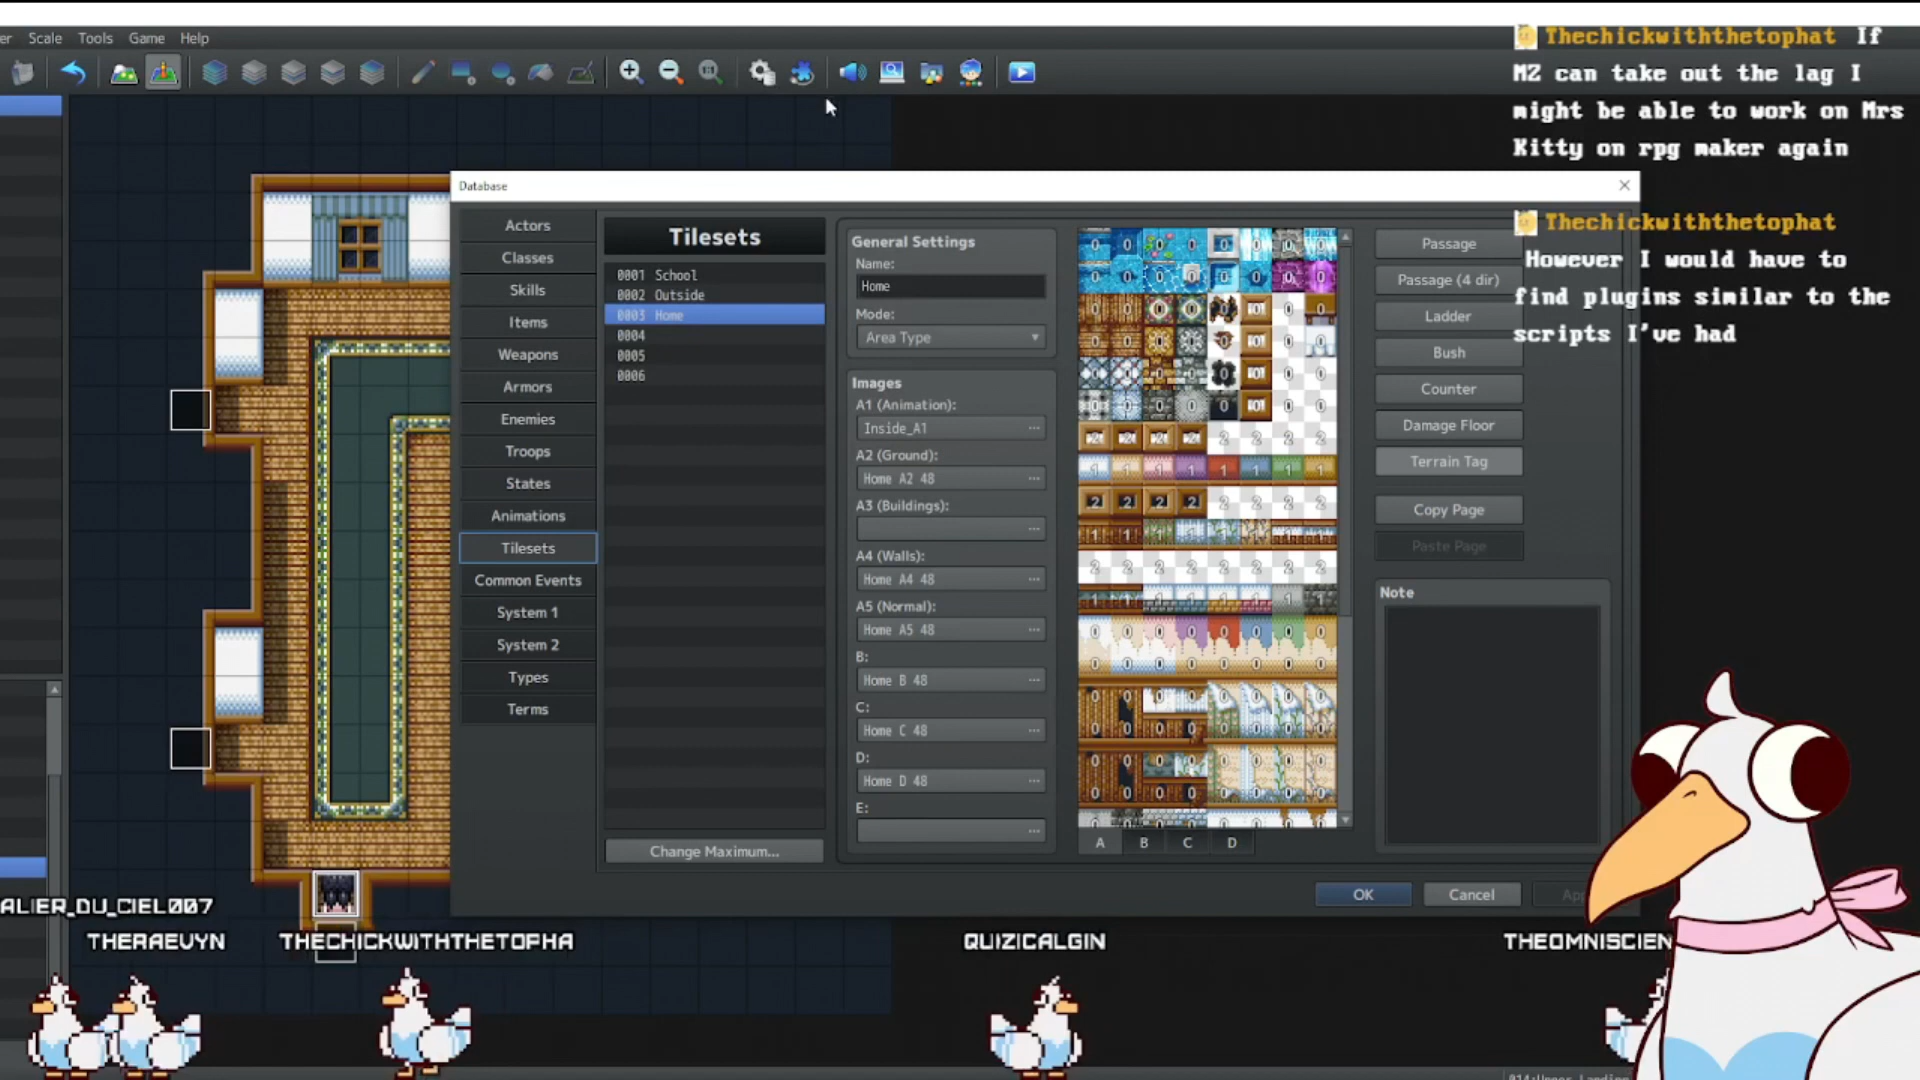 er Scale Tools Game Help
Thechickwiththetophat If
MZ can take out the lag I
might be able to work on Mrs
Kitty on rpg maker again
Thechickwiththetophat
However I would have to
find plugins similar to the
scripts I've had
Database
Actors
Classes
Skills
Items
Weapons
Armors
Enemies
Troops
States
Animations
Tilesets
Common Events
System 1
System 2
Types
Terms
Tilesets
0001 School
0002 Outside
0003 Home
0004
0005
0006
Change Maximum...
General Settings
Name:
Home
Mode:
Area Type
Images
A1 (Animation):
Inside_A1
A2 (Ground):
Home A2 48
A3 (Buildings):
A4 (Walls):
Home A4 48
A5 (Normal):
Home A5 48
B:
Home B 48
C:
Home C 48
D:
Home D 48
E:
A B C D
Passage
Passage (4 dir)
Ladder
Bush
Counter
Damage Floor
Terrain Tag
Copy Page
Paste Page
Note
OK
Cancel
ALIER_DU_CIEL007
THERAEVYN
THECHICKWITHTHETOPHA
QUIZICALGIN
THEOMNISCIEN